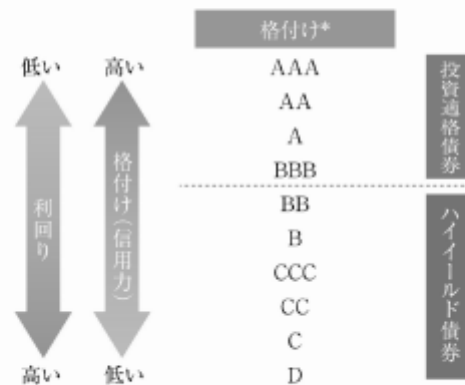 格付け*
低い 高い
利回り
格付け(信用力)
高い 低い
AAA
AA
A
BBB
BB
B
CCC
CC
C
D
投資適格債券
ハイイールド債券